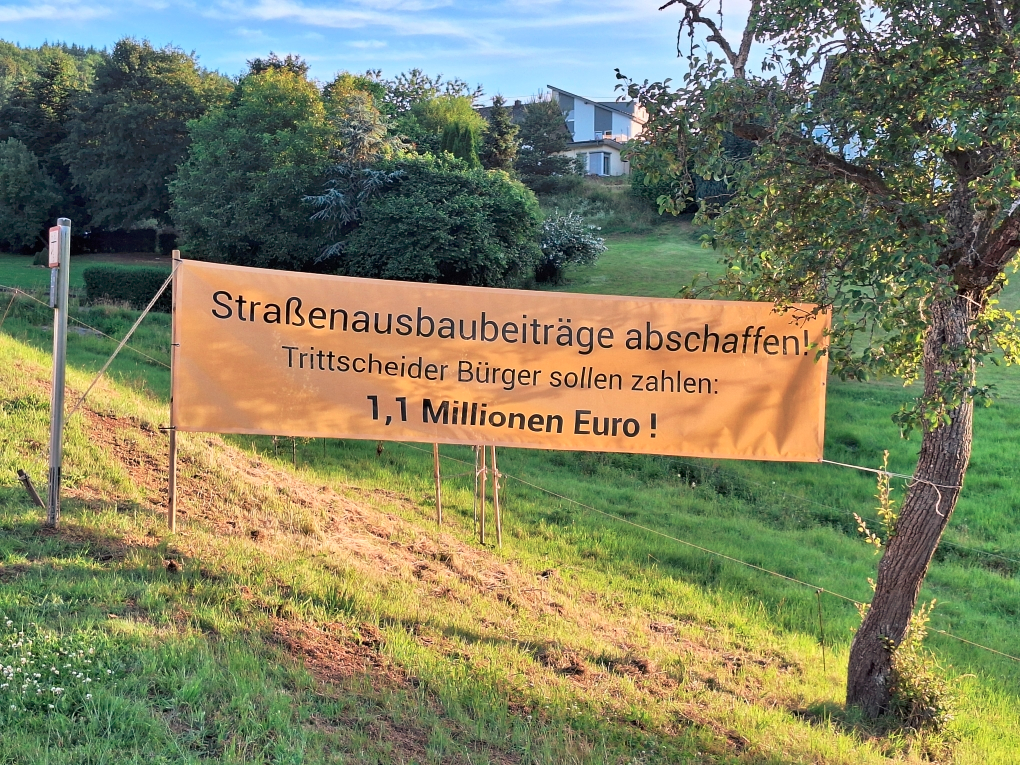 Straßenausbaubeiträge abschaffen!
Trittscheider Bürger sollen zahlen:
1,1 Millionen Euro !